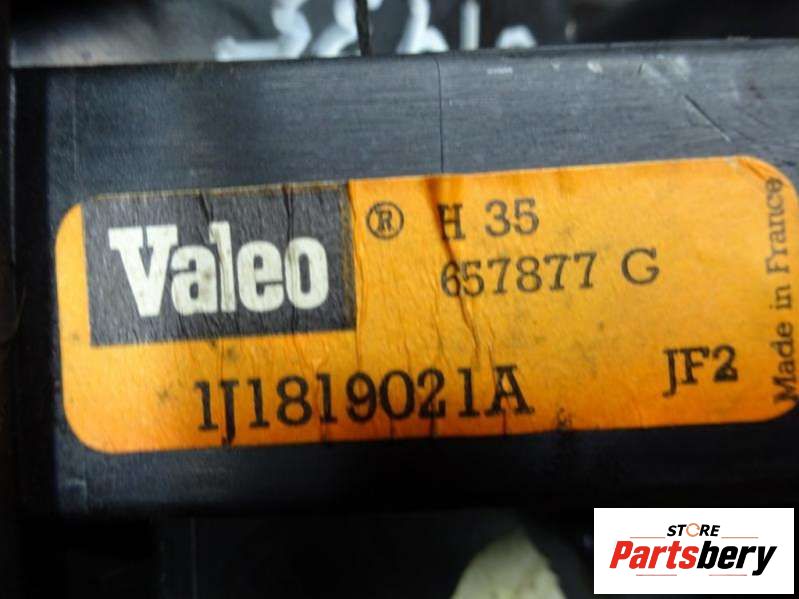 Valeo ® H 35
657877 G
1J1819021A JF2
Made in France
STORE
Partsbery